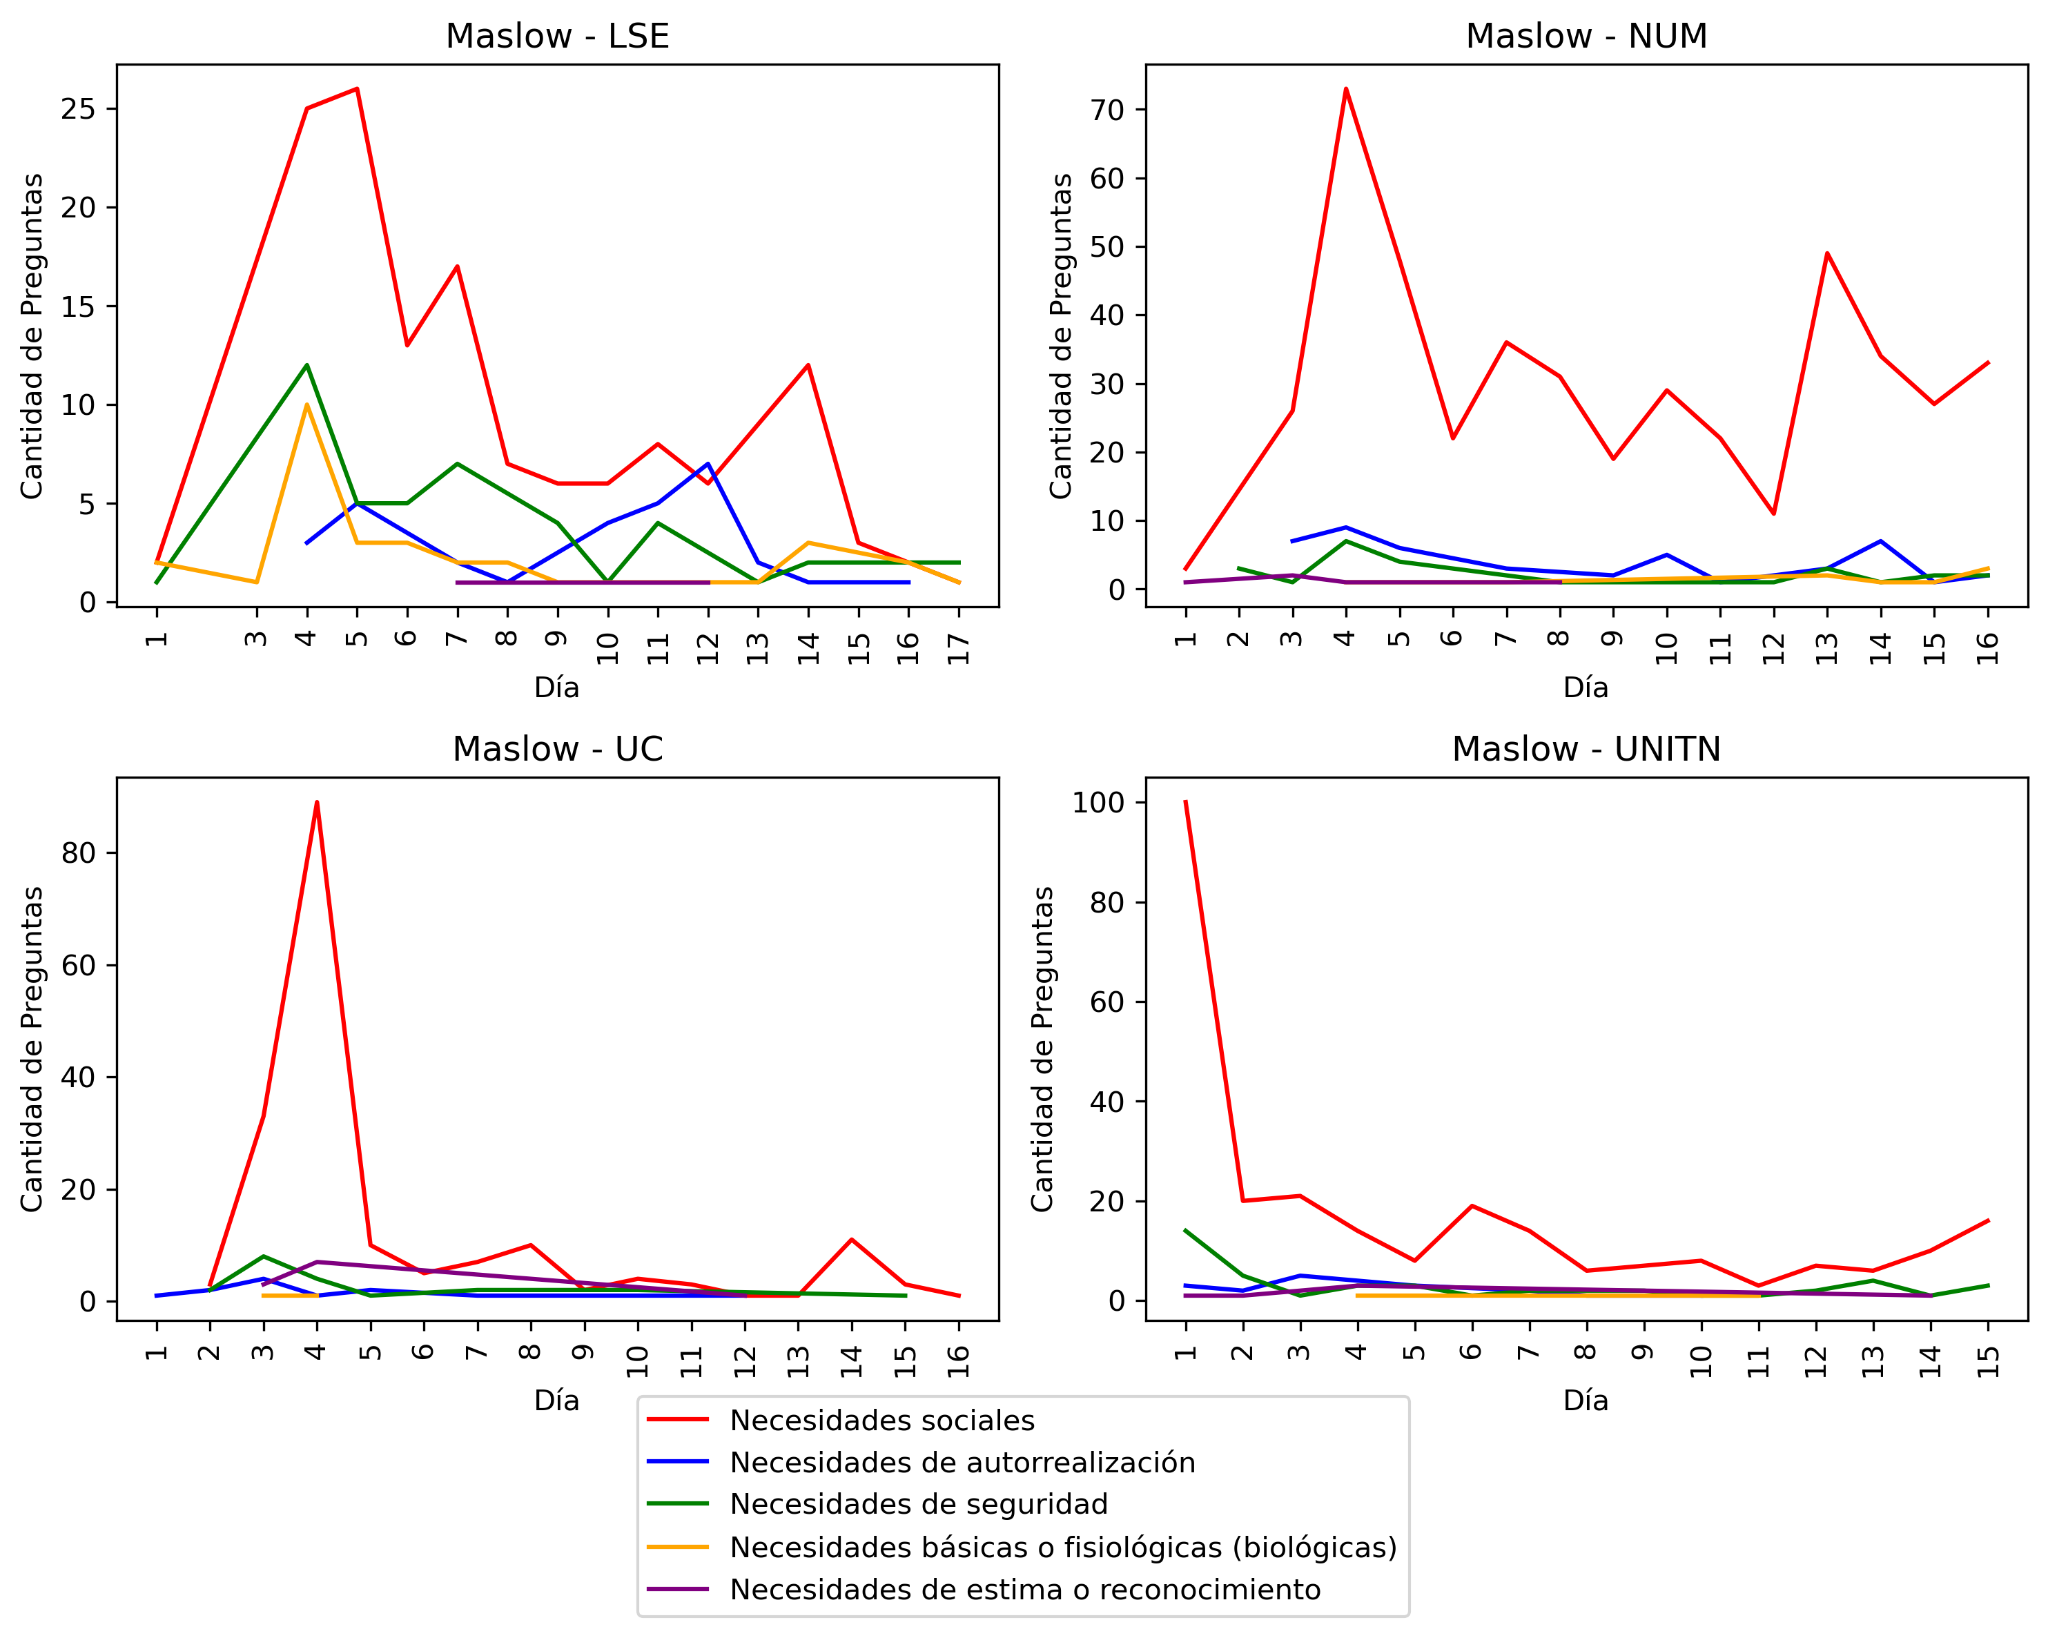 Maslow - LSE
Cantidad de Preguntas
25
20
15
10
5
0
1 3 4 5 6 7 8 9 10 11 12 13 14 15 16 17
Día
Maslow - NUM
Cantidad de Preguntas
70
60
50
40
30
20
10
0
1 2 3 4 5 6 7 8 9 10 11 12 13 14 15 16
Día
Maslow - UC
Cantidad de Preguntas
80
60
40
20
0
1 2 3 4 5 6 7 8 9 10 11 12 13 14 15 16
Día
Maslow - UNITN
Cantidad de Preguntas
100
80
60
40
20
0
1 2 3 4 5 6 7 8 9 10 11 12 13 14 15
Día
Necesidades sociales
Necesidades de autorrealización
Necesidades de seguridad
Necesidades básicas o fisiológicas (biológicas)
Necesidades de estima o reconocimiento